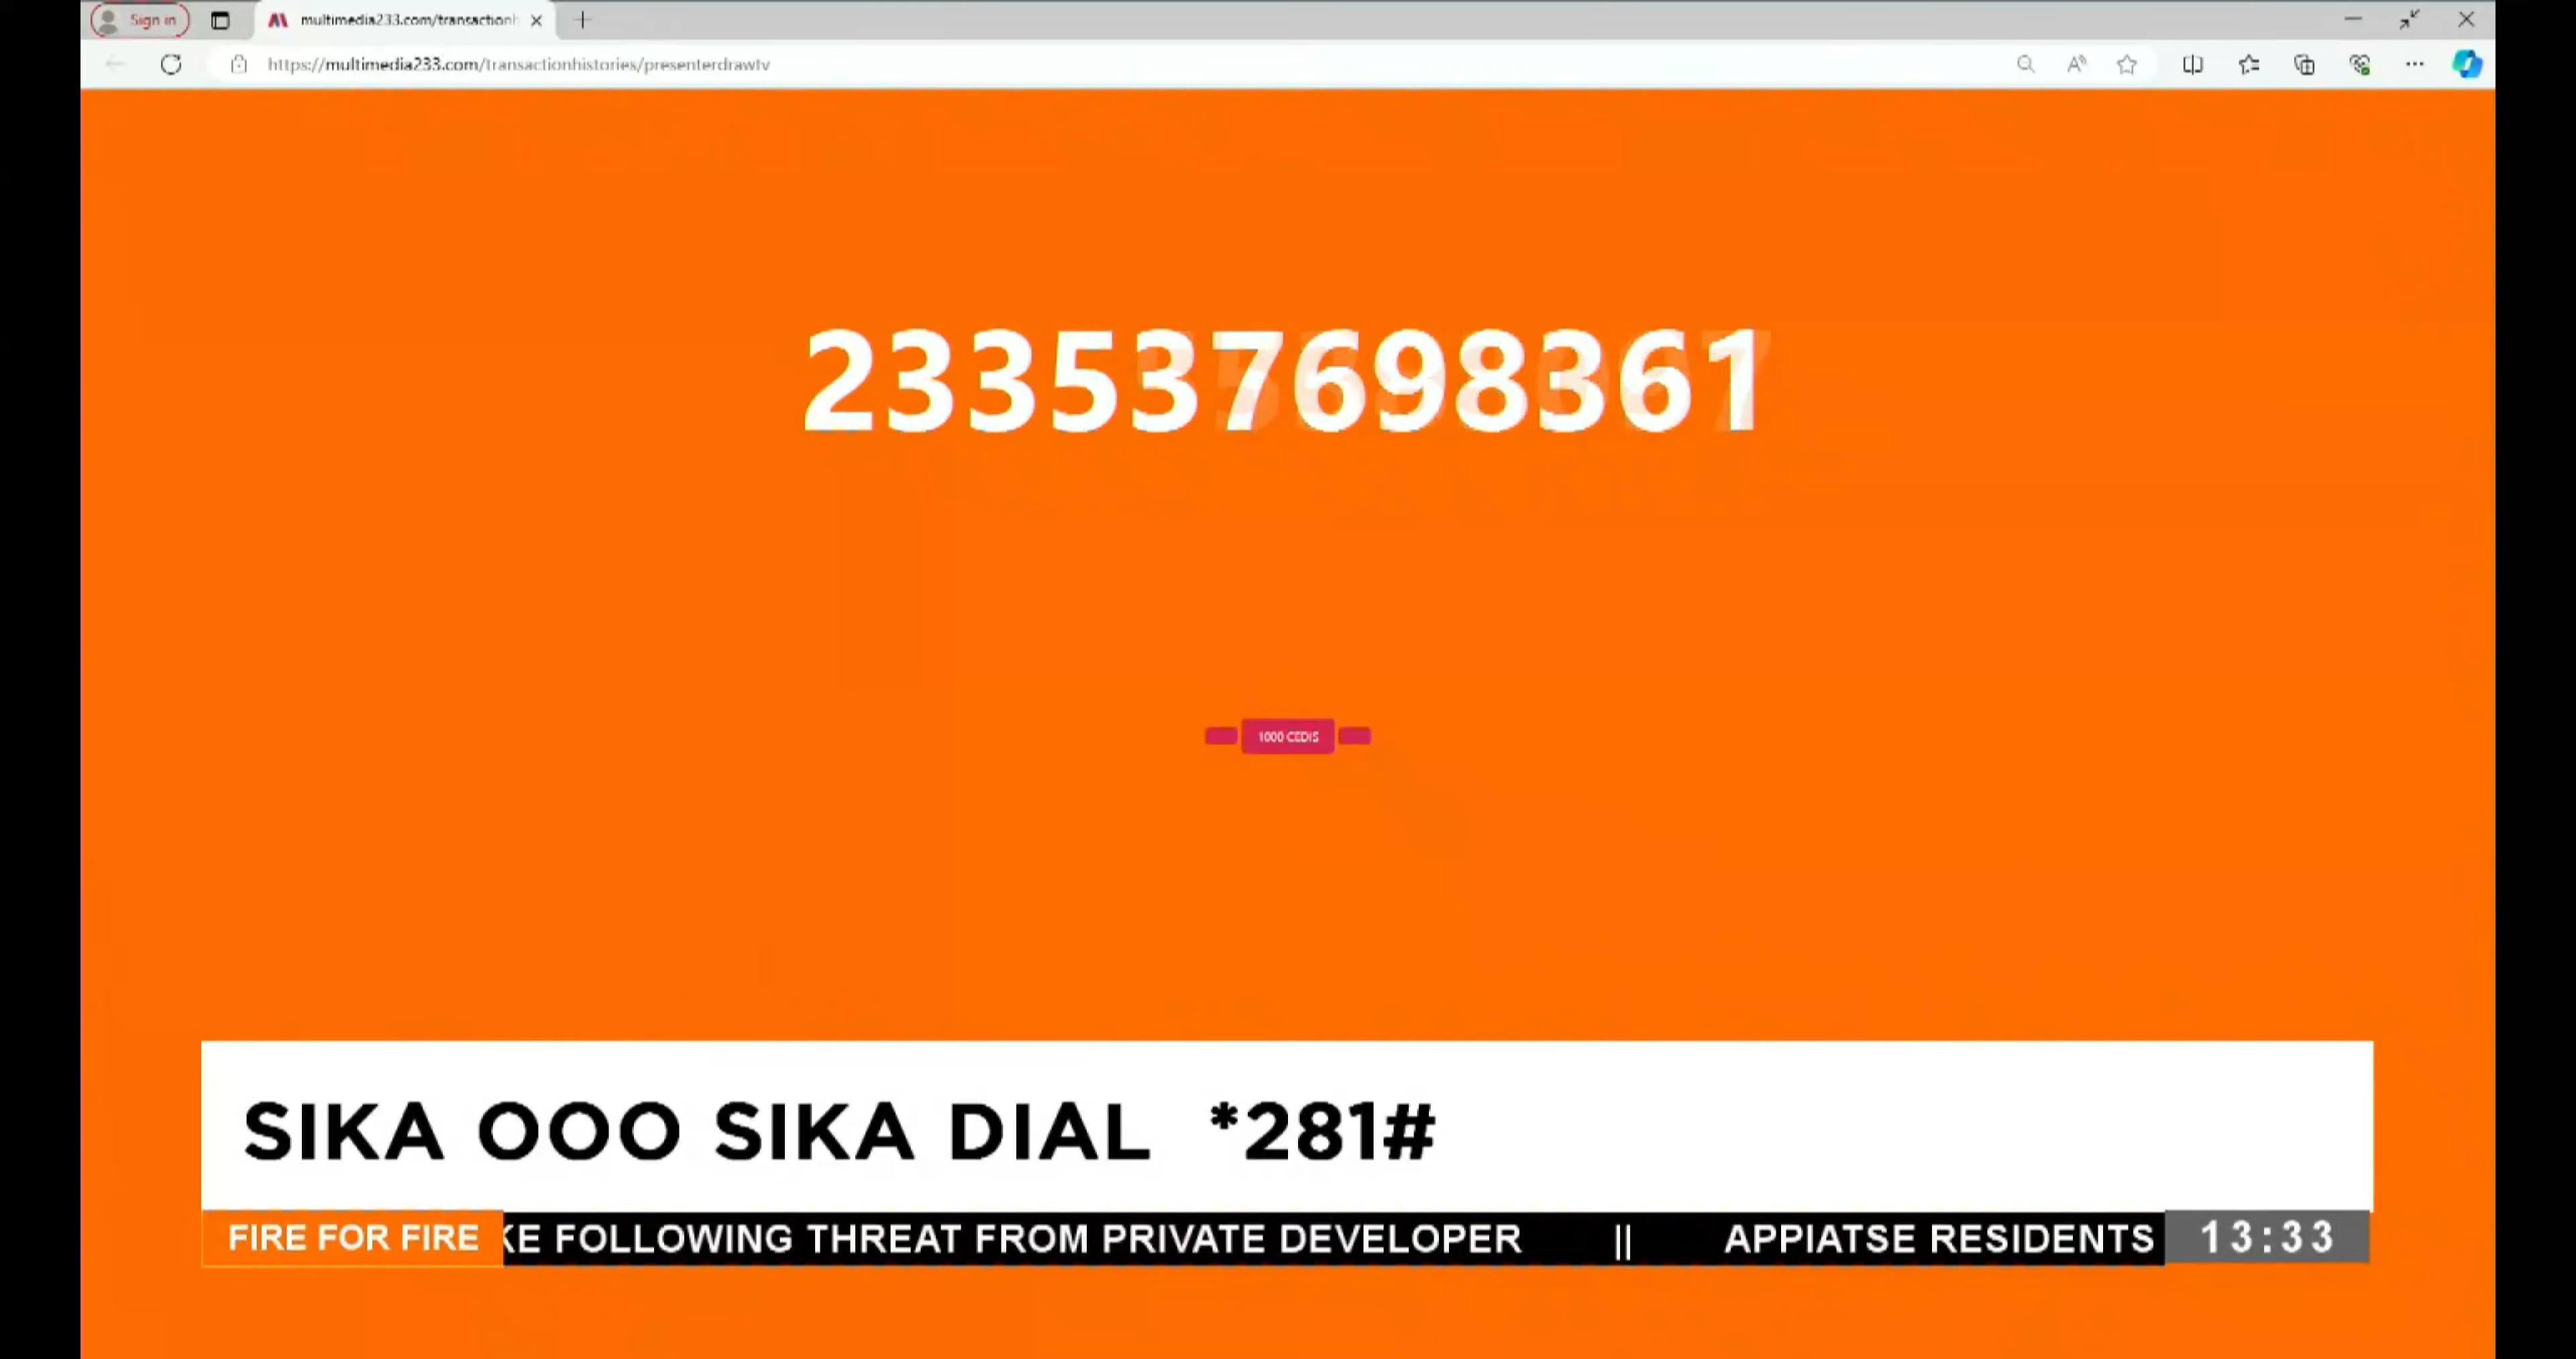 Sign in
multimedia233.com/transactionh
https://multimedia233.com/transactionhistories/presenterdrawtv
233537698361
1000 CEDIS
SIKA OOO SIKA DIAL *281#
FIRE FOR FIRE KE FOLLOWING THREAT FROM PRIVATE DEVELOPER || APPIATSE RESIDENTS 13:33